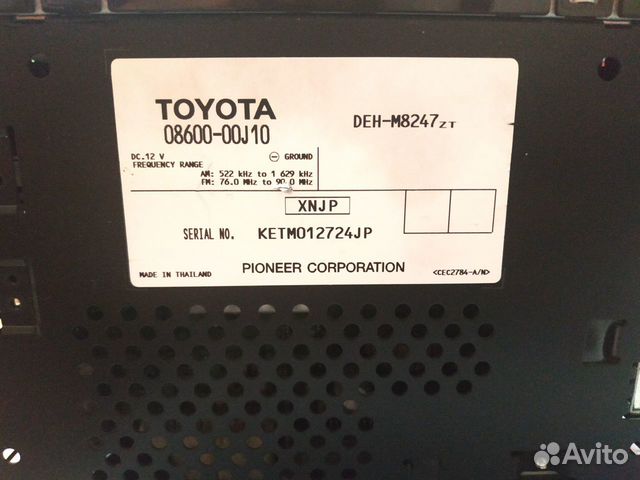 TOYOTA
08600-00J10
DEH-M8247ZT
DC.12 V ⊖ GROUND
FREQUENCY RANGE
AM: 522 kHz to 1 629 kHz
FM: 76.0 MHz to 90.0 MHz
XNJP
SERIAL NO. KETM012724JP
MADE IN THAILAND PIONEER CORPORATION <CEC2784-A/N>
Avito